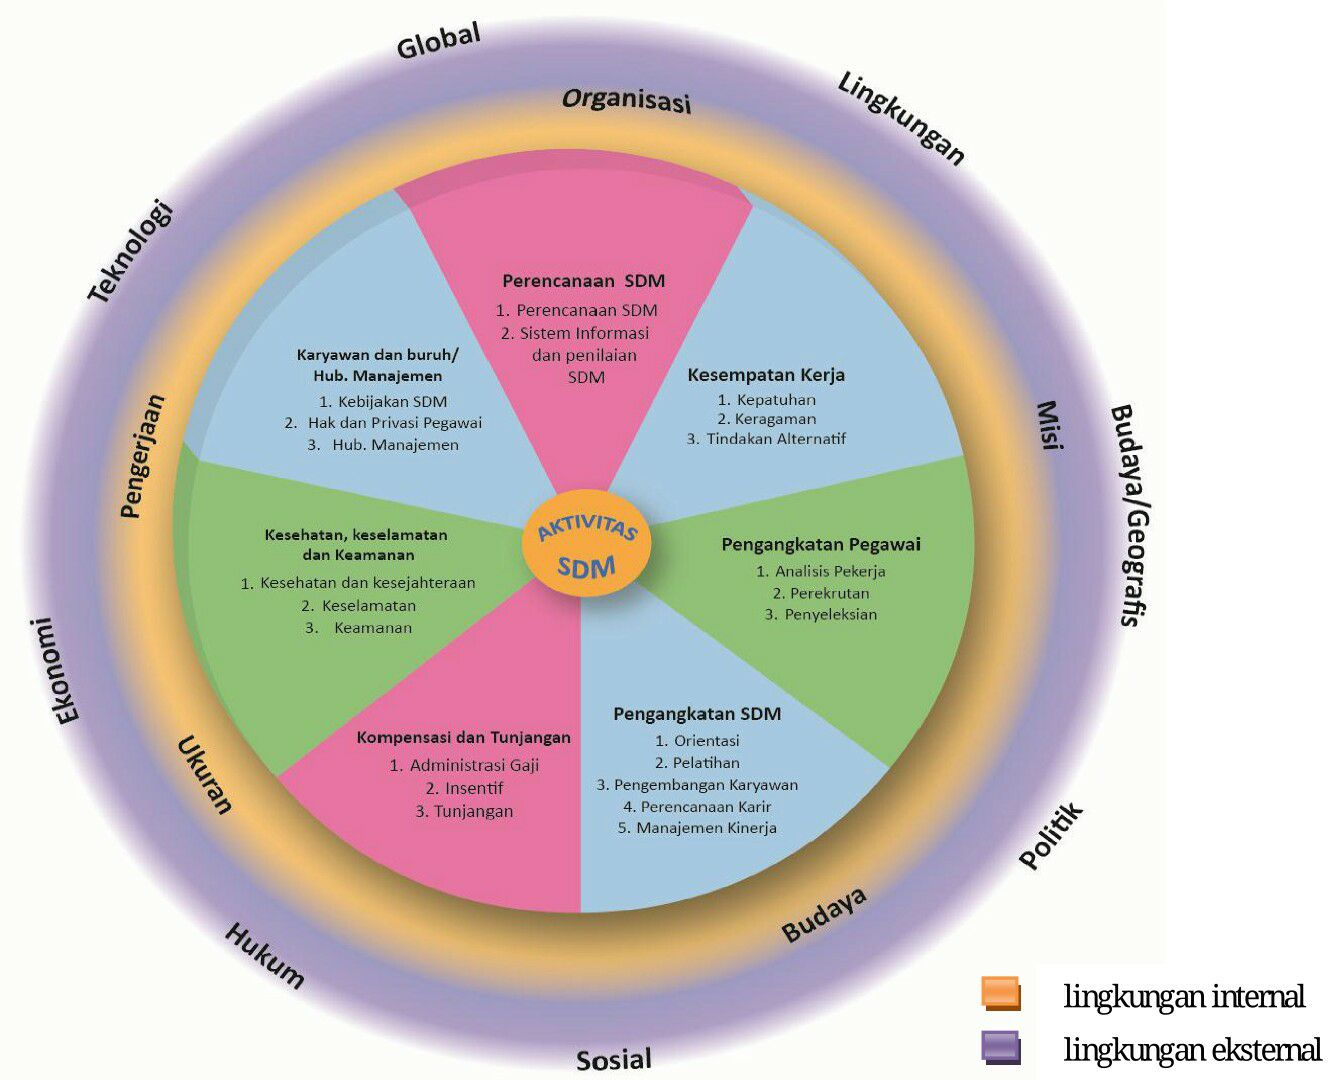 Global
Lingkungan
Organisasi
Teknologi
Pengerjaan
Misi
Budaya/Geografis
Ekonomi
Ukuran
Politik
Budaya
Hukum
Sosial
Perencanaan SDM
1. Perencanaan SDM
2. Sistem Informasi
dan penilaian
SDM
Karyawan dan buruh/
Hub. Manajemen
1. Kebijakan SDM
2. Hak dan Privasi Pegawai
3. Hub. Manajemen
Kesempatan Kerja
1. Kepatuhan
2. Keragaman
3. Tindakan Alternatif
AKTIVITAS
SDM
Kesehatan, keselamatan
dan Keamanan
1. Kesehatan dan kesejahteraan
2. Keselamatan
3. Keamanan
Pengangkatan Pegawai
1. Analisis Pekerja
2. Perekrutan
3. Penyeleksian
Kompensasi dan Tunjangan
1. Administrasi Gaji
2. Insentif
3. Tunjangan
Pengangkatan SDM
1. Orientasi
2. Pelatihan
3. Pengembangan Karyawan
4. Perencanaan Karir
5. Manajemen Kinerja
lingkungan internal
lingkungan eksternal